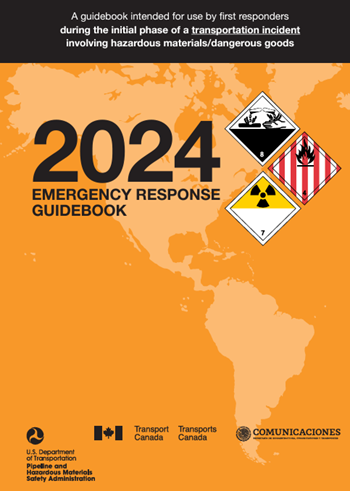 A guidebook intended for use by first responders
during the initial phase of a transportation incident
involving hazardous materials/dangerous goods
2024
EMERGENCY RESPONSE
GUIDEBOOK
8
4
7
U.S. Department
of Transportation
Pipeline and
Hazardous Materials
Safety Administration
Transport
Canada
Transports
Canada
COMUNICACIONES